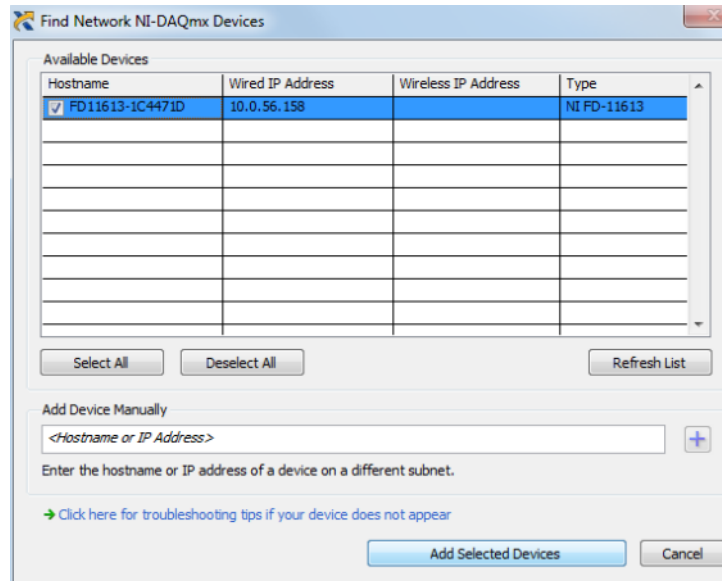 Find Network NI-DAQmx Devices
Available Devices
Hostname Wired IP Address Wireless IP Address Type
FD11613-1C4471D 10.0.56.158 NI FD-11613
Select All Deselect All Refresh List
Add Device Manually
<Hostname or IP Address>
Enter the hostname or IP address of a device on a different subnet.
Click here for troubleshooting tips if your device does not appear
Add Selected Devices Cancel